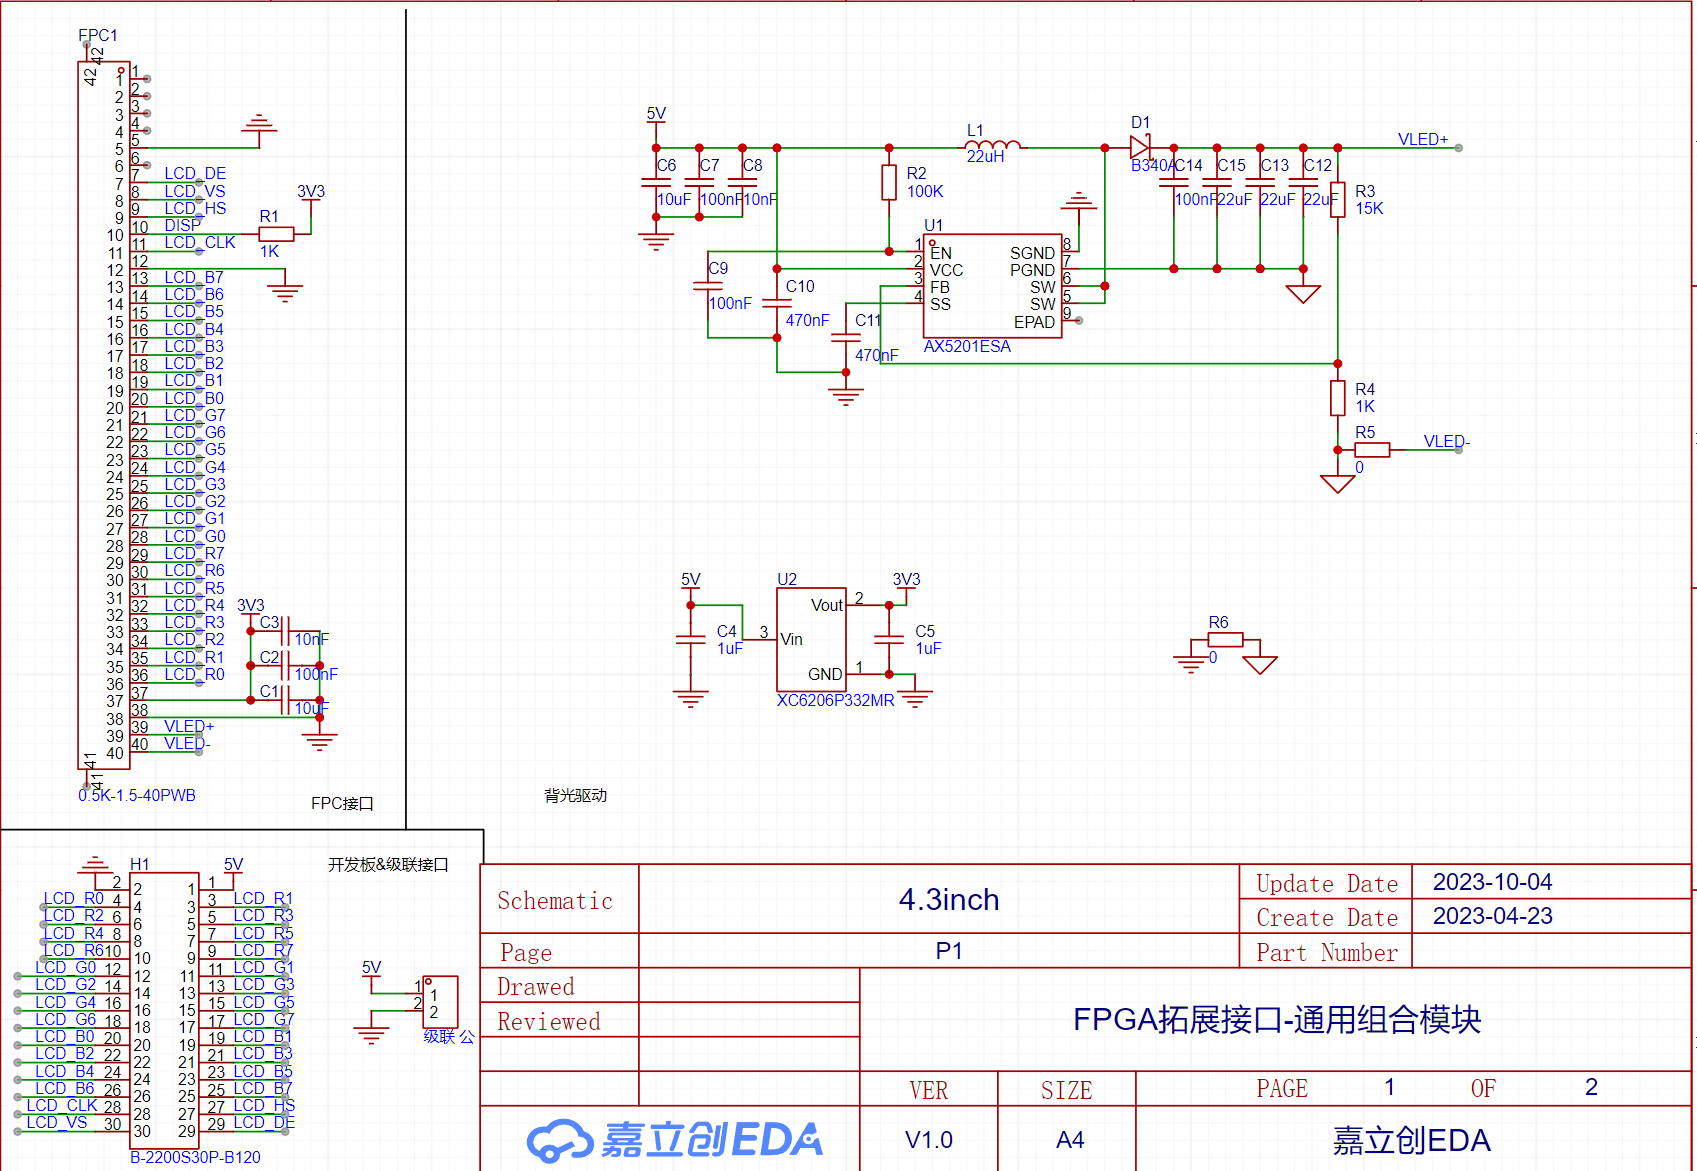 FPC1
42
42
1 1
2 2
3 3
4 4
5 5
6 6
7 7 LCD_DE
8 8 LCD_VS
9 9 LCD_HS
10 10 DISP
R1
1K
3V3
11 11 LCD_CLK
12 12
13 13 LCD_B7
14 14 LCD_B6
15 15 LCD_B5
16 16 LCD_B4
17 17 LCD_B3
18 18 LCD_B2
19 19 LCD_B1
20 20 LCD_B0
21 21 LCD_G7
22 22 LCD_G6
23 23 LCD_G5
24 24 LCD_G4
25 25 LCD_G3
26 26 LCD_G2
27 27 LCD_G1
28 28 LCD_G0
29 29 LCD_R7
30 30 LCD_R6
31 31 LCD_R5
32 32 LCD_R4
33 33 LCD_R3
34 34 LCD_R2
35 35 LCD_R1
36 36 LCD_R0
37 37
38 38
39 39 VLED+
40 40 VLED-
41
41
0.5K-1.5-40PWB
3V3
C3
10nF
C2
100nF
C1
10uF
FPC接口
5V
C6
10uF
C7
100nF
C8
10nF
R2
100K
L1
22uH
D1
B340A
C14
100nF
C15
22uF
C13
22uF
C12
22uF
VLED+
R3
15K
C9
100nF
C10
470nF
C11
470nF
U1
1 EN
2 VCC
3 FB
4 SS
SGND 8
PGND 7
SW 6
SW 5
EPAD 9
AX5201ESA
R4
1K
R5
0
VLED-
5V
C4
1uF
U2
3 Vin
Vout 2
GND 1
XC6206P332MR
3V3
C5
1uF
R6
0
背光驱动
H1
5V
2 2 1 1
LCD_R0 4 4 3 3 LCD_R1
LCD_R2 6 6 5 5 LCD_R3
LCD_R4 8 8 7 7 LCD_R5
LCD_R6 10 10 9 9 LCD_R7
LCD_G0 12 12 11 11 LCD_G1
LCD_G2 14 14 13 13 LCD_G3
LCD_G4 16 16 15 15 LCD_G5
LCD_G6 18 18 17 17 LCD_G7
LCD_B0 20 20 19 19 LCD_B1
LCD_B2 22 22 21 21 LCD_B3
LCD_B4 24 24 23 23 LCD_B5
LCD_B6 26 26 25 25 LCD_B7
LCD_CLK 28 28 27 27 LCD_HS
LCD_VS 30 30 29 29 LCD_DE
B-2200S30P-B120
开发板&级联接口
5V
1 1
2 2
级联 公
Schematic 4.3inch
Update Date 2023-10-04
Create Date 2023-04-23
Page P1
Part Number
Drawed
Reviewed
FPGA拓展接口-通用组合模块
VER SIZE PAGE 1 OF 2
嘉立创EDA
V1.0 A4 嘉立创EDA